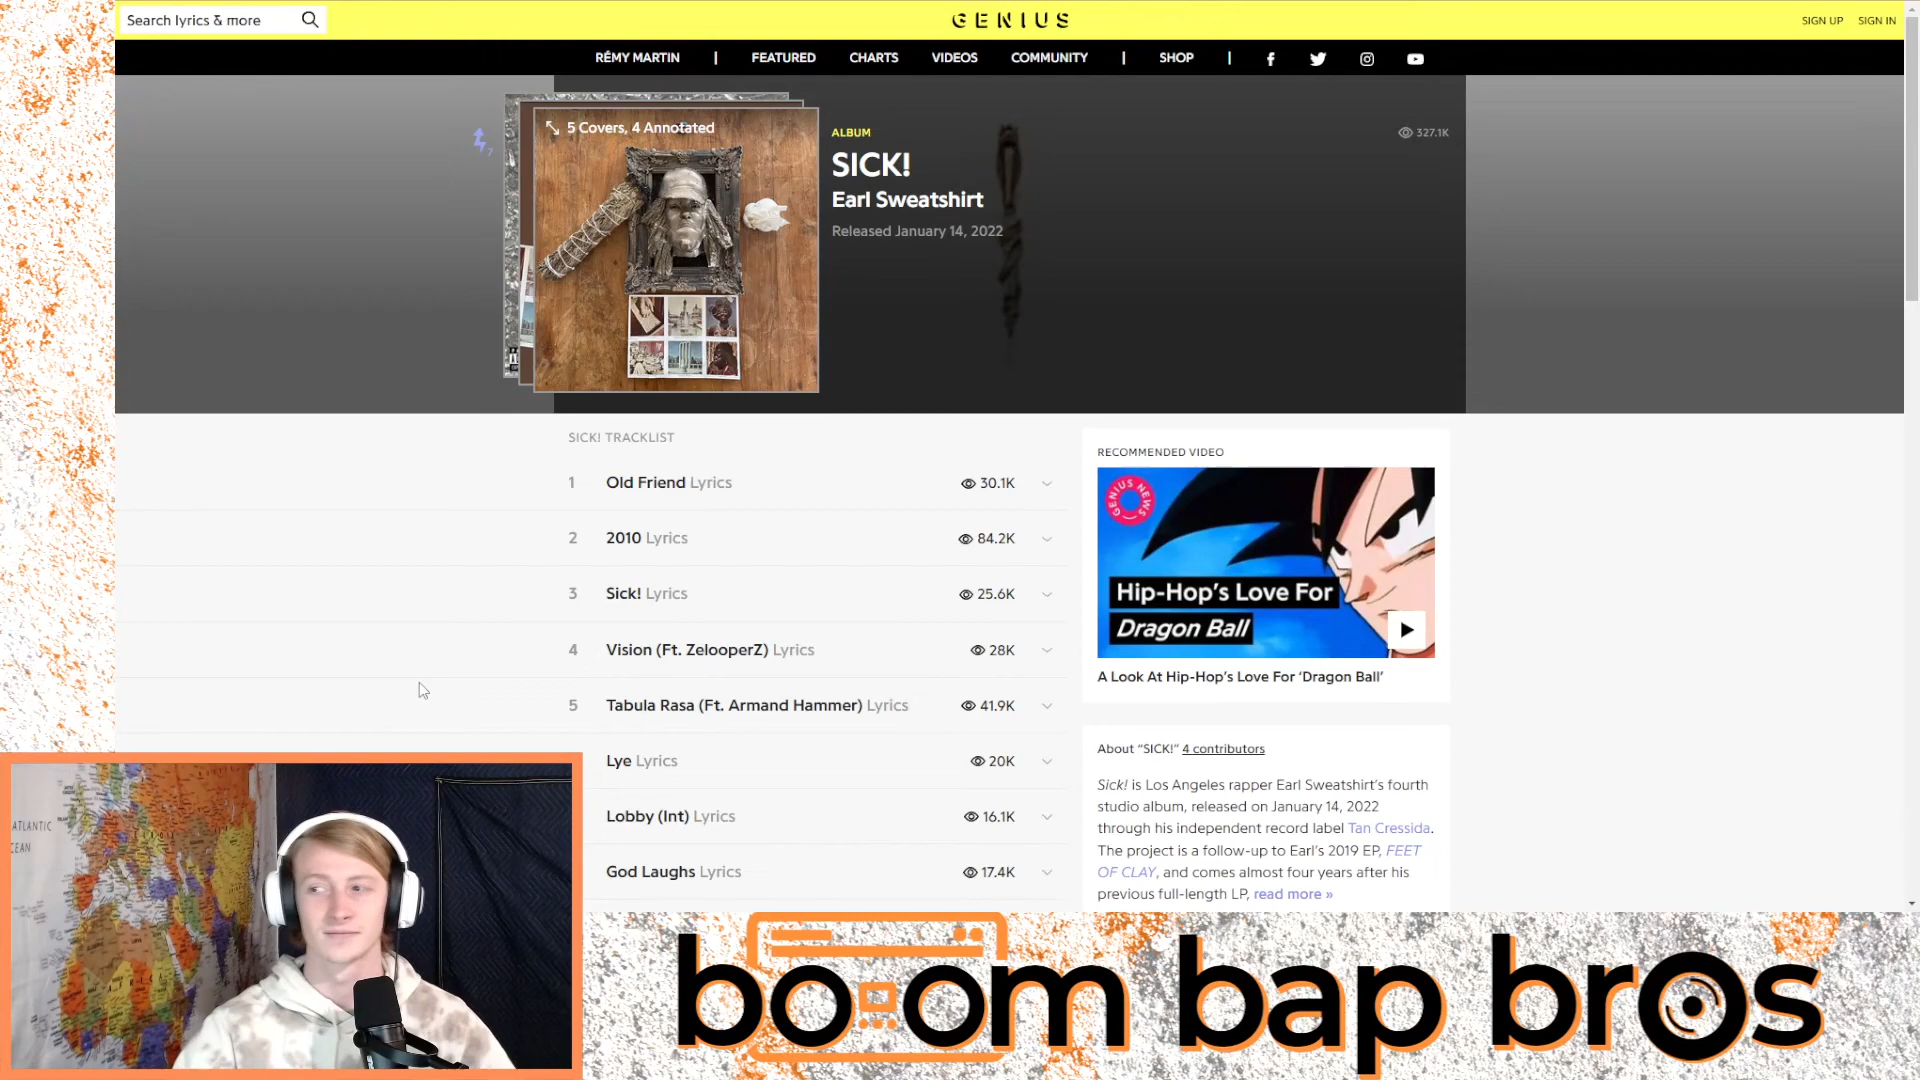 Search lyrics & more
GENIUS
SIGN UP SIGN IN
RÉMY MARTIN | FEATURED CHARTS VIDEOS COMMUNITY | SHOP |
5 Covers, 4 Annotated
7
ALBUM
327.1K
SICK!
Earl Sweatshirt
Released January 14, 2022
SICK! TRACKLIST
1 Old Friend Lyrics 30.1K
2 2010 Lyrics 84.2K
3 Sick! Lyrics 25.6K
4 Vision (Ft. ZelooperZ) Lyrics 28K
5 Tabula Rasa (Ft. Armand Hammer) Lyrics 41.9K
Lye Lyrics 20K
Lobby (Int) Lyrics 16.1K
God Laughs Lyrics 17.4K
RECOMMENDED VIDEO
GENIUS NEWS
Hip-Hop's Love For
Dragon Ball
A Look At Hip-Hop's Love For ‘Dragon Ball’
About “SICK!” 4 contributors
Sick! is Los Angeles rapper Earl Sweatshirt's fourth
studio album, released on January 14, 2022
through his independent record label Tan Cressida.
The project is a follow-up to Earl's 2019 EP, FEET
OF CLAY, and comes almost four years after his
previous full-length LP, read more »
ATLANTIC
CEAN
AFRICA
boom bap bros